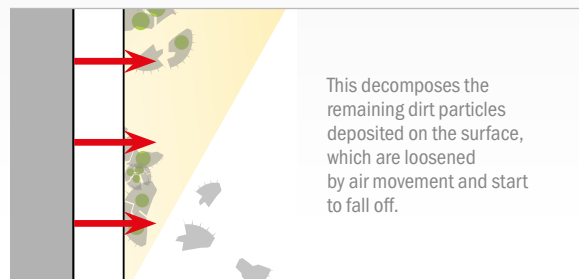 This decomposes the
remaining dirt particles
deposited on the surface,
which are loosened
by air movement and start
to fall off.